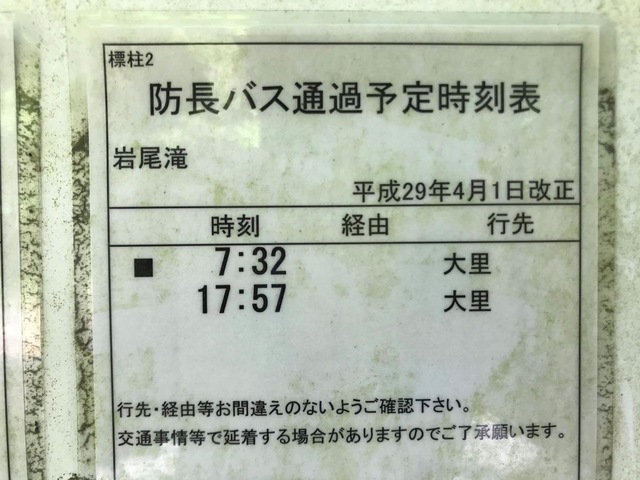 標柱2
防長バス通過予定時刻表
岩尾滝
平成29年4月1日改正
時刻 経由 行先
■ 7:32 大里
17:57 大里
行先・経由等お間違えのないようご確認下さい。
交通事情等で延着する場合がありますのでご了承願います。